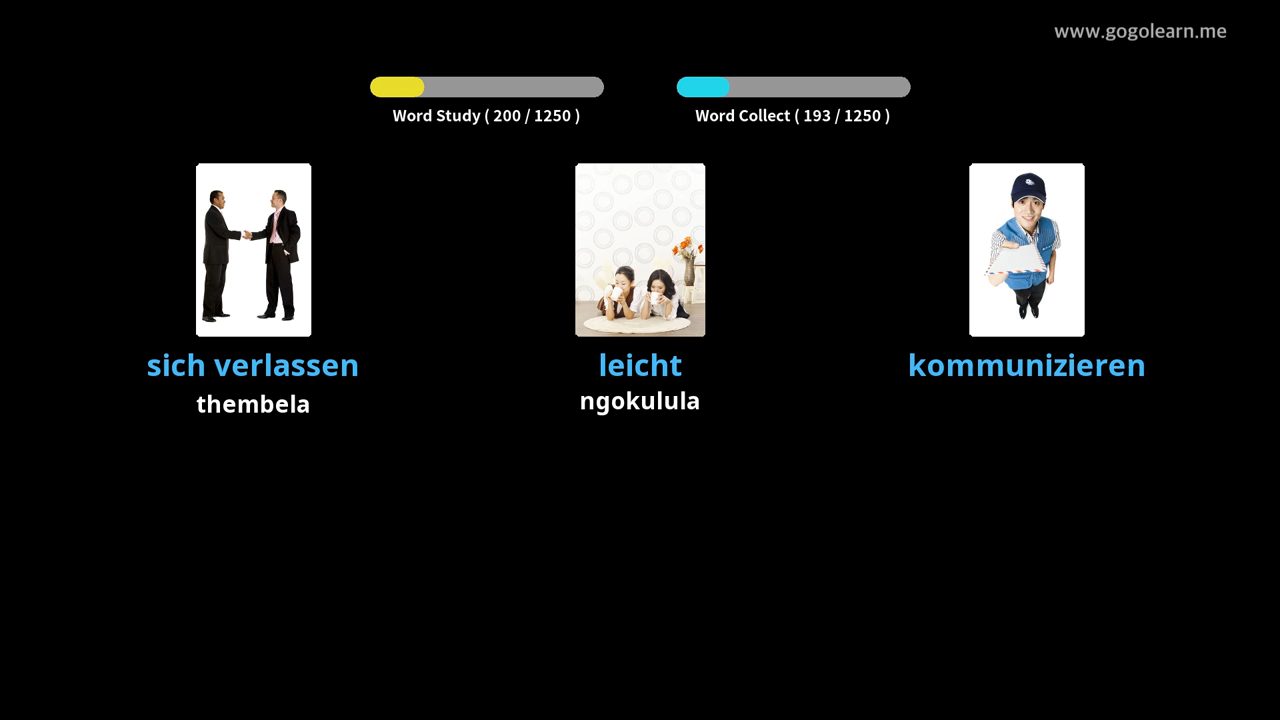 www.gogolearn.me
Word Study ( 200 / 1250 )
Word Collect ( 193 / 1250 )
sich verlassen
thembela
leicht
ngokulula
kommunizieren